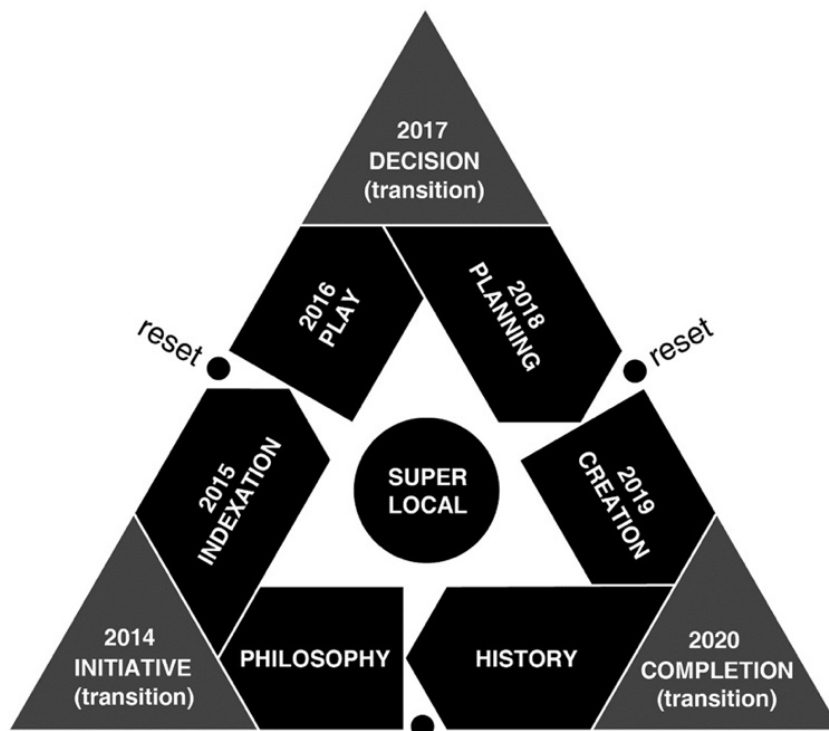 2017
DECISION
(transition)
2016
PLAY
2018
PLANNING
reset
reset
2015
INDEXATION
SUPER
LOCAL
2019
CREATION
2014
INITIATIVE
(transition)
PHILOSOPHY
HISTORY
2020
COMPLETION
(transition)